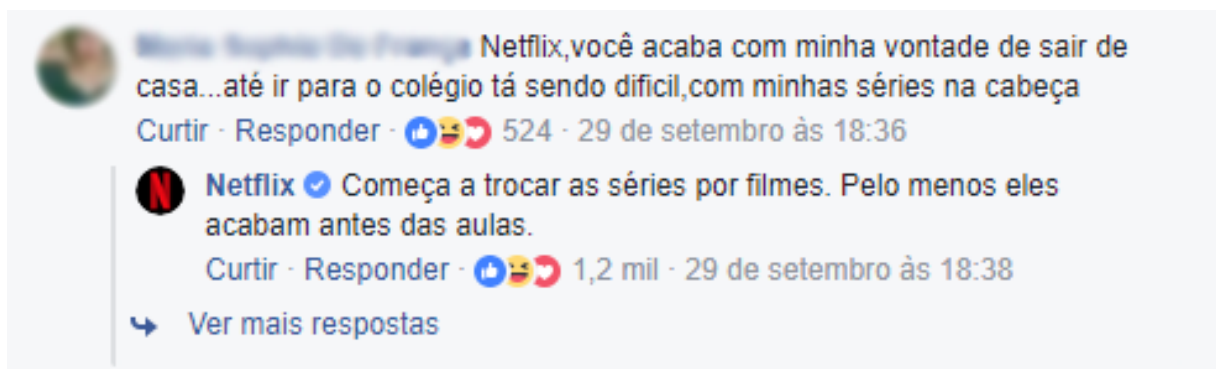 Netflix,você acaba com minha vontade de sair de
casa...até ir para o colégio tá sendo dificil,com minhas séries na cabeça
Curtir · Responder · 524 · 29 de setembro às 18:36
Netflix Começa a trocar as séries por filmes. Pelo menos eles
acabam antes das aulas.
Curtir · Responder · 1,2 mil · 29 de setembro às 18:38
Ver mais respostas